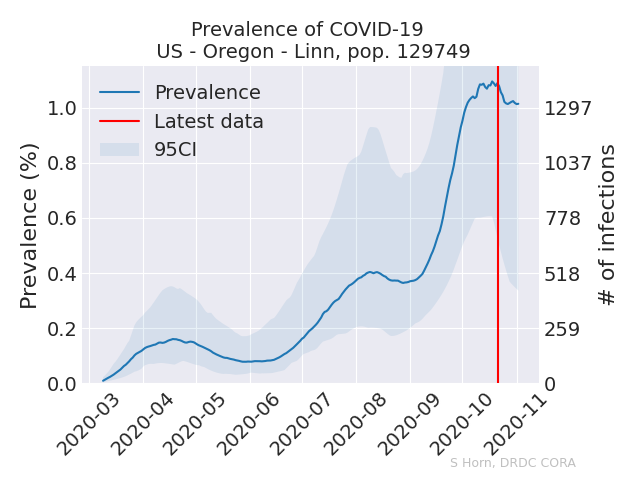 Prevalence of COVID-19
US - Oregon - Linn, pop. 129749
Prevalence
Latest data
95CI
Prevalence (%)
1.0
0.8
0.6
0.4
0.2
0.0
1297
1037
778
518
259
0
# of infections
2020-03
2020-04
2020-05
2020-06
2020-07
2020-08
2020-09
2020-10
2020-11
S Horn, DRDC CORA